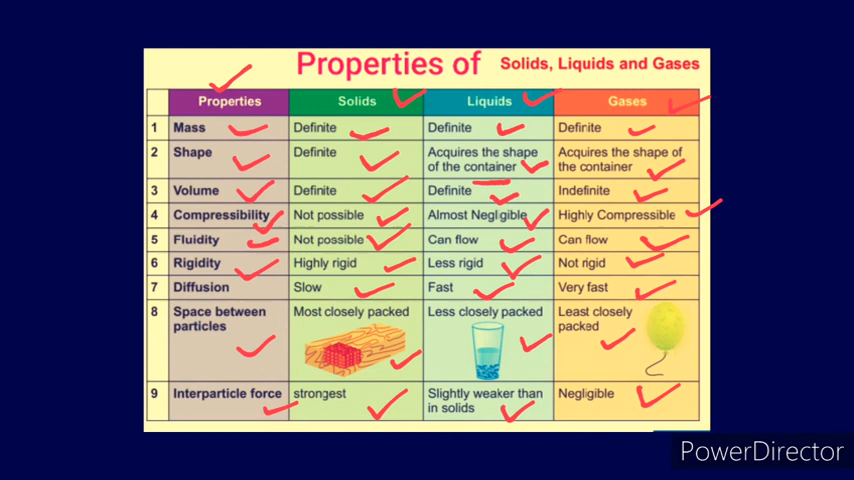 Properties of Solids, Liquids and Gases
Properties Solids Liquids Gases
1 Mass Definite Definite Definite
2 Shape Definite Acquires the shape of the container Acquires the shape of the container
3 Volume Definite Definite Indefinite
4 Compressibility Not possible Almost Negligible Highly Compressible
5 Fluidity Not possible Can flow Can flow
6 Rigidity Highly rigid Less rigid Not rigid
7 Diffusion Slow Fast Very fast
8 Space between particles Most closely packed Less closely packed Least closely packed
9 Interparticle force strongest Slightly weaker than in solids Negligible
PowerDirector